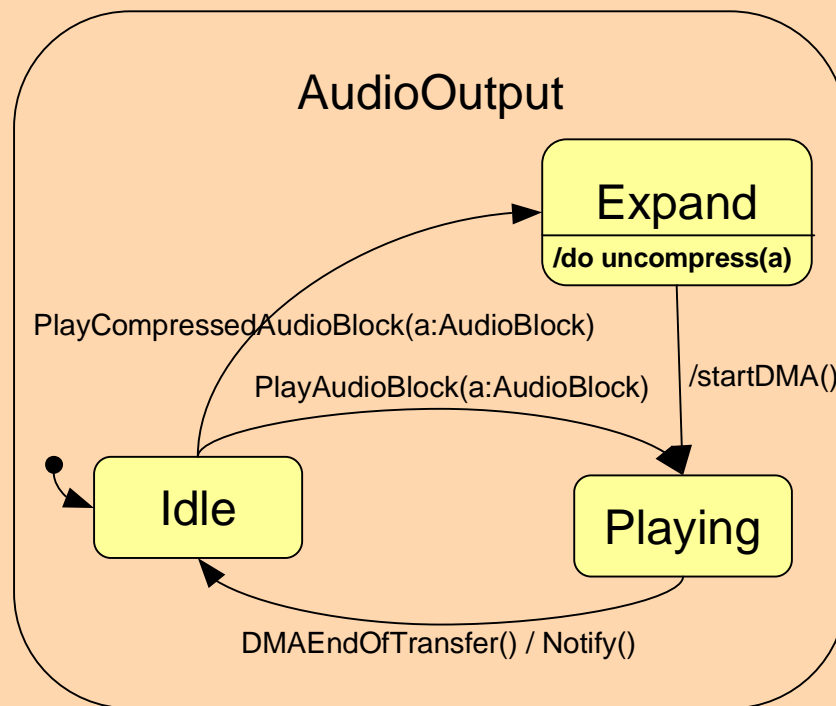 AudioOutput
Expand
/do uncompress(a)
PlayCompressedAudioBlock(a:AudioBlock)
PlayAudioBlock(a:AudioBlock)
/startDMA()
Idle
Playing
DMAEndOfTransfer() / Notify()